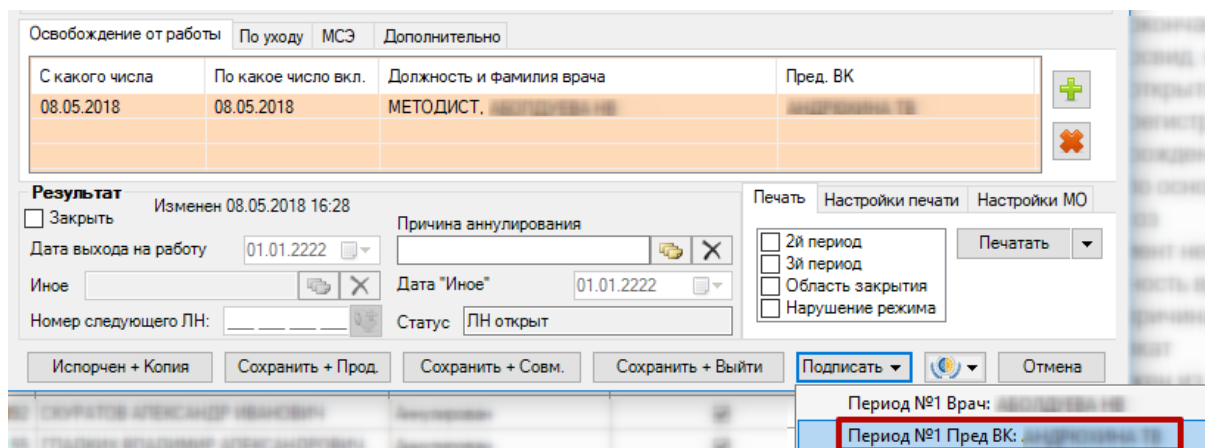 Освобождение от работы По уходу МСЭ Дополнительно
С какого числа По какое число вкл. Должность и фамилия врача Пред. ВК
08.05.2018 08.05.2018 МЕТОДИСТ,
Результат
Закрыть Изменен 08.05.2018 16:28
Дата выхода на работу 01.01.2222
Иное
Номер следующего ЛН: ___ ___ ___ ___
Причина аннулирования
Дата "Иное" 01.01.2222
Статус ЛН открыт
Печать Настройки печати Настройки МО
2й период
3й период
Область закрытия
Нарушение режима
Печатать
Испорчен + Копия Сохранить + Прод. Сохранить + Совм. Сохранить + Выйти Подписать Отмена
Период №1 Врач:
Период №1 Пред ВК: